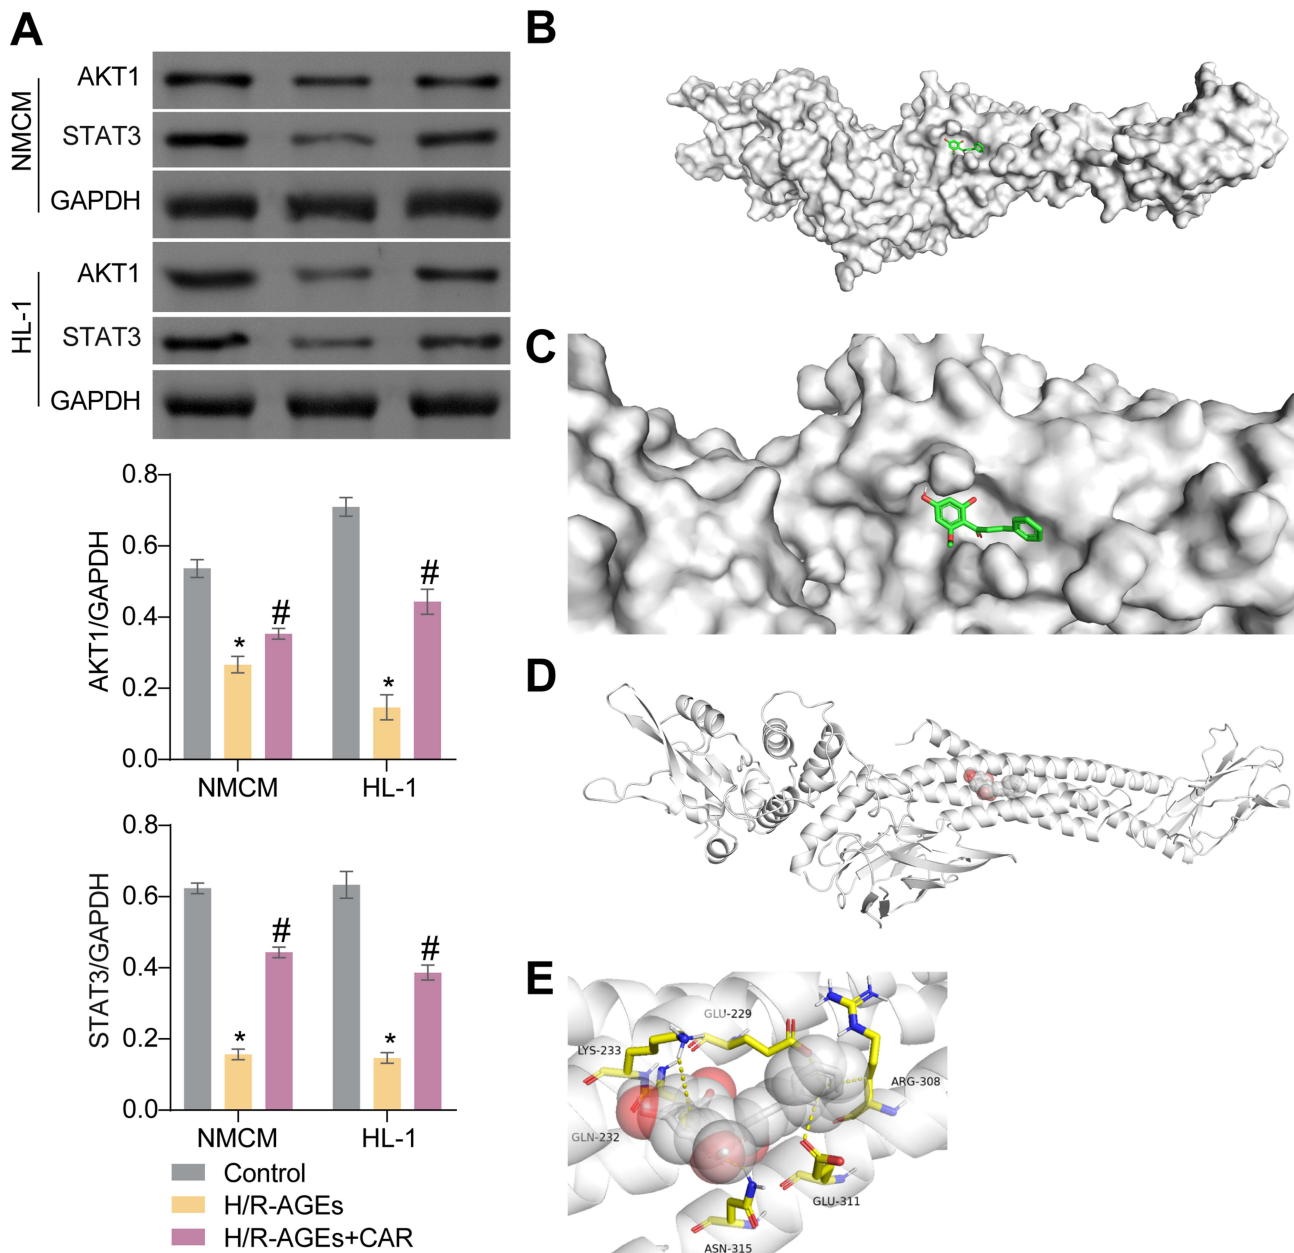 A
NMCM
AKT1
STAT3
GAPDH
HL-1
AKT1
STAT3
GAPDH
AKT1/GAPDH
0.8
0.6
0.4
0.2
0.0
*
#
*
#
NMCM
HL-1
STAT3/GAPDH
0.8
0.6
0.4
0.2
0.0
*
#
*
#
NMCM
HL-1
Control
H/R-AGEs
H/R-AGEs+CAR
B
C
D
E
GLU-229
LYS-233
ARG-308
GLN-232
GLU-311
ASN-315